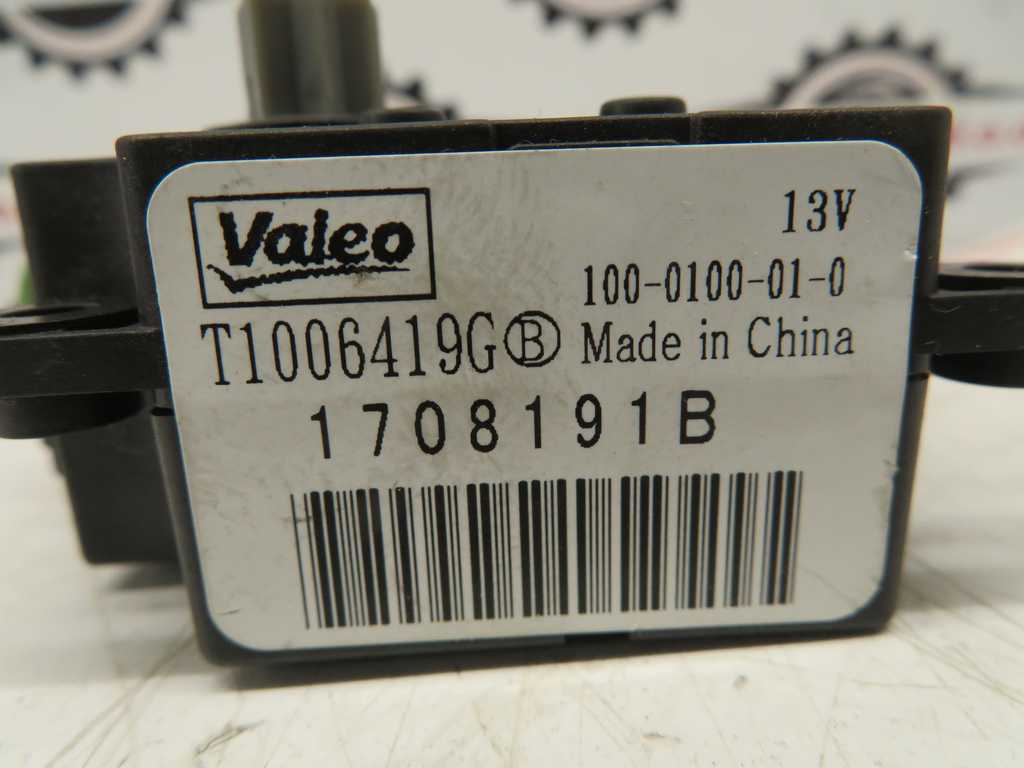 Valeo
13V
100-0100-01-0
T1006419G Ⓑ Made in China
1708191B